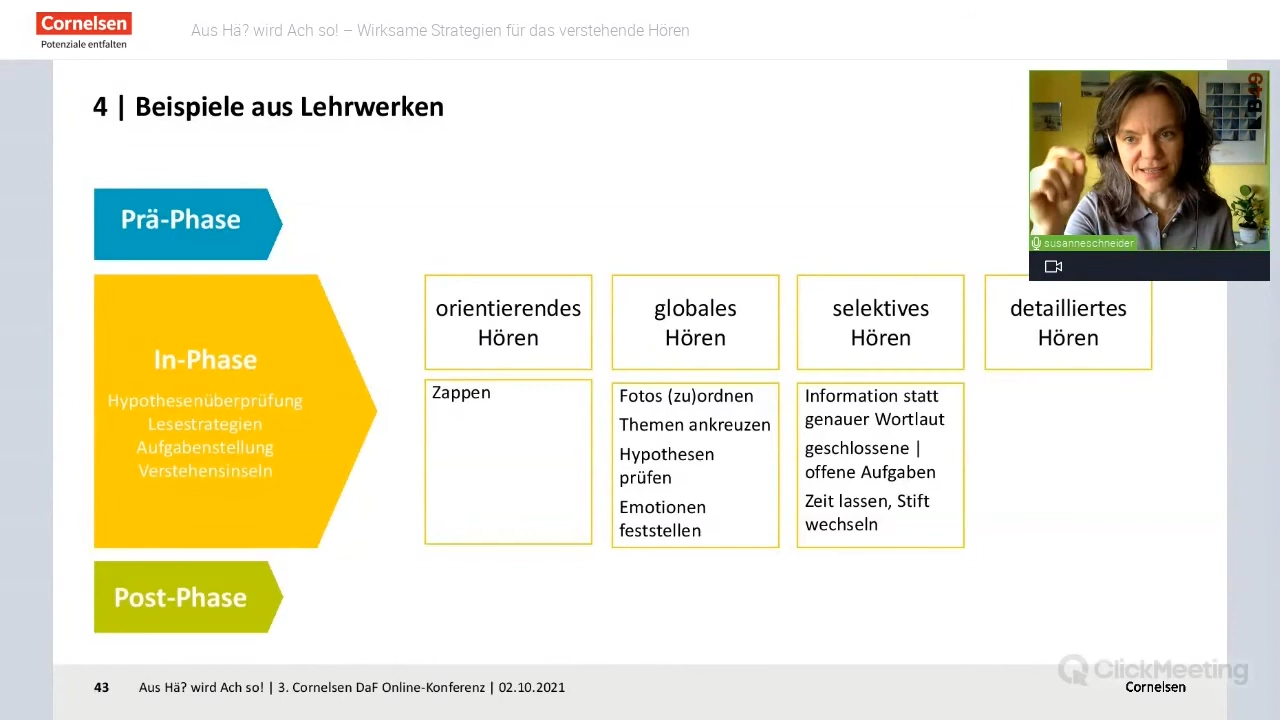 Cornelsen
Potenziale entfalten
Aus Hä? wird Ach so! – Wirksame Strategien für das verstehende Hören
4 | Beispiele aus Lehrwerken
susanneschneider
Prä-Phase
In-Phase
Hypothesenüberprüfung
Lesestrategien
Aufgabenstellung
Verstehensinseln
Post-Phase
orientierendes
Hören
Zappen
globales
Hören
Fotos (zu)ordnen
Themen ankreuzen
Hypothesen
prüfen
Emotionen
feststellen
selektives
Hören
Information statt
genauer Wortlaut
geschlossene |
offene Aufgaben
Zeit lassen, Stift
wechseln
detailliertes
Hören
43 Aus Hä? wird Ach so! | 3. Cornelsen DaF Online-Konferenz | 02.10.2021
ClickMeeting
Cornelsen